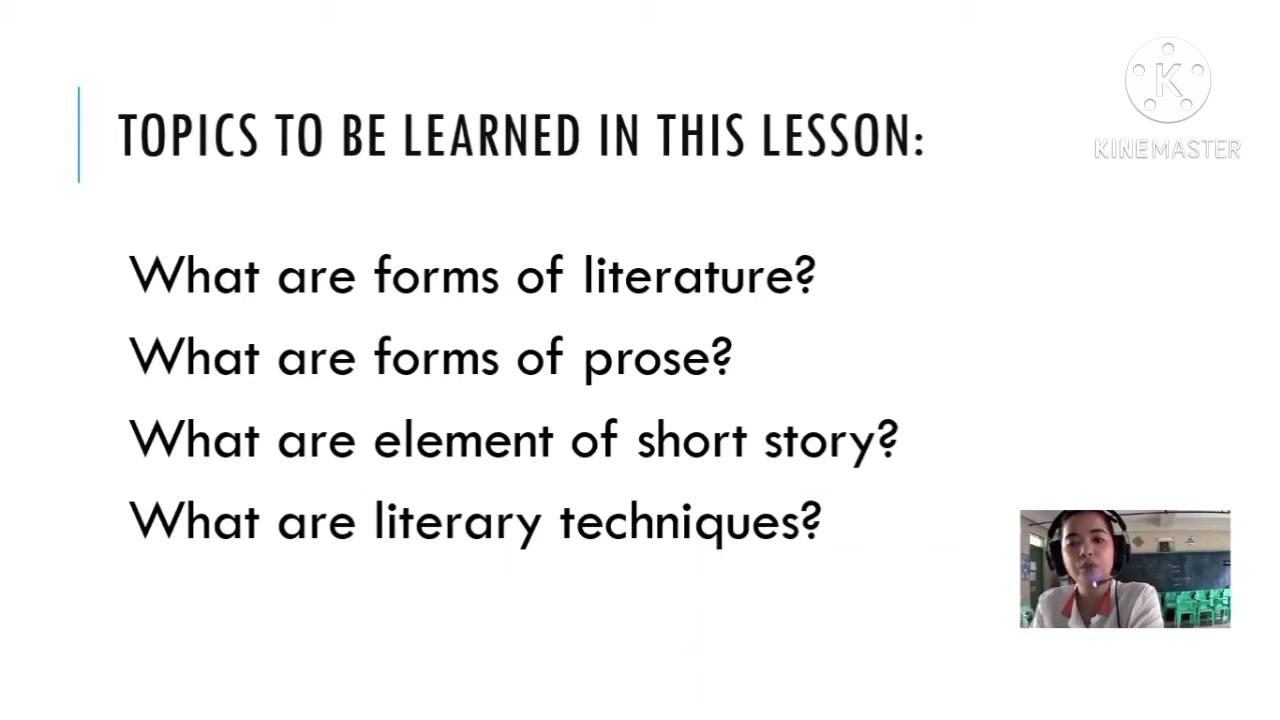 TOPICS TO BE LEARNED IN THIS LESSON:
K
KINEMASTER
What are forms of literature?
What are forms of prose?
What are element of short story?
What are literary techniques?